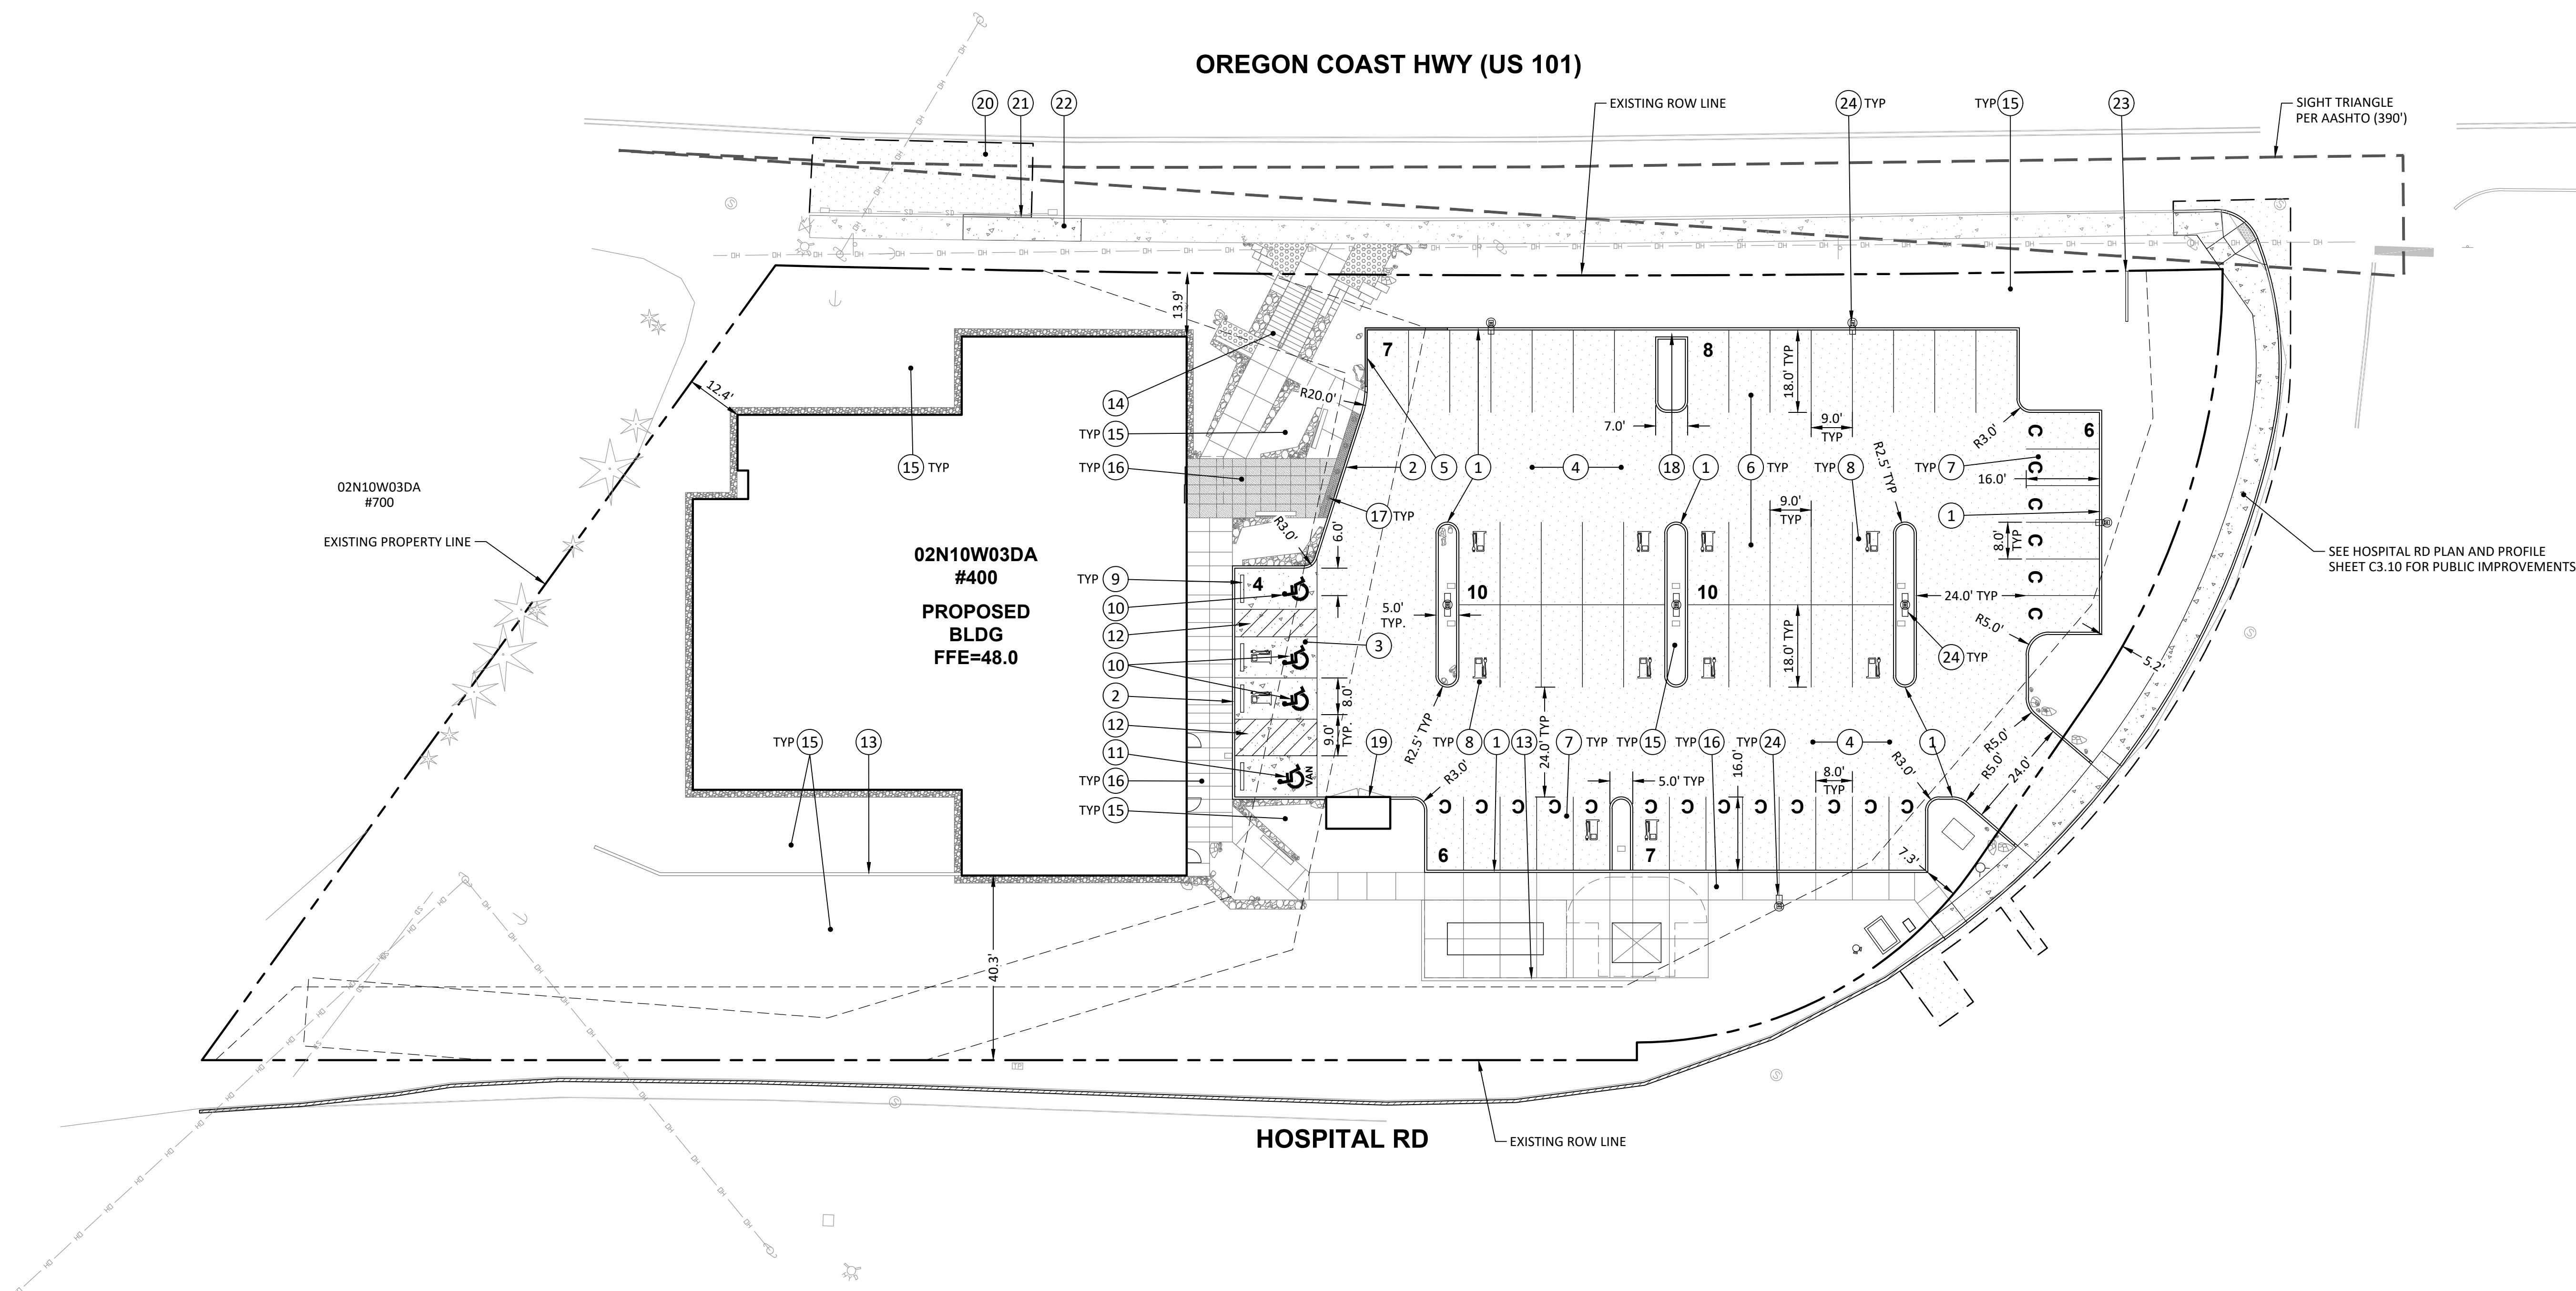 OREGON COAST HWY (US 101)
20
21
22
EXISTING ROW LINE
24 TYP
TYP 15
23
SIGHT TRIANGLE
PER AASHTO (390')
13.9'
12.4'
14
TYP 15
TYP 16
15 TYP
R20.0'
7
8
18.0' TYP
9.0'
TYP
7.0'
R3.0'
6
C
C
C
C
C
C
2
5
1
4
18
1
6 TYP
TYP 8
TYP 7
16.0'
R2.5' TYP
17 TYP
9.0'
TYP
1
8.0'
TYP
02N10W03DA
#700
EXISTING PROPERTY LINE
02N10W03DA
#400
PROPOSED
BLDG
FFE=48.0
R3.0'
6.0'
SEE HOSPITAL RD PLAN AND PROFILE
SHEET C3.10 FOR PUBLIC IMPROVEMENTS
TYP 9
10
12
10
2
12
11
TYP 16
TYP 15
4
3
5.0'
TYP.
10
10
18.0' TYP
24.0' TYP
24 TYP
R5.0'
5.2'
8.0'
9.0'
TYP.
VAN
TYP 15
13
19
R2.5' TYP
TYP 8
1
13
24.0' TYP
7 TYP
TYP 15
TYP 16
TYP 24
4
1
R5.0'
R5.0'
24.0'
R3.0'
R3.0'
5.0' TYP
16.0'
8.0'
TYP
C
C
C
C
C
C
C
C
C
C
C
C
C
6
7
7.3'
40.3'
TP
HOSPITAL RD
EXISTING ROW LINE